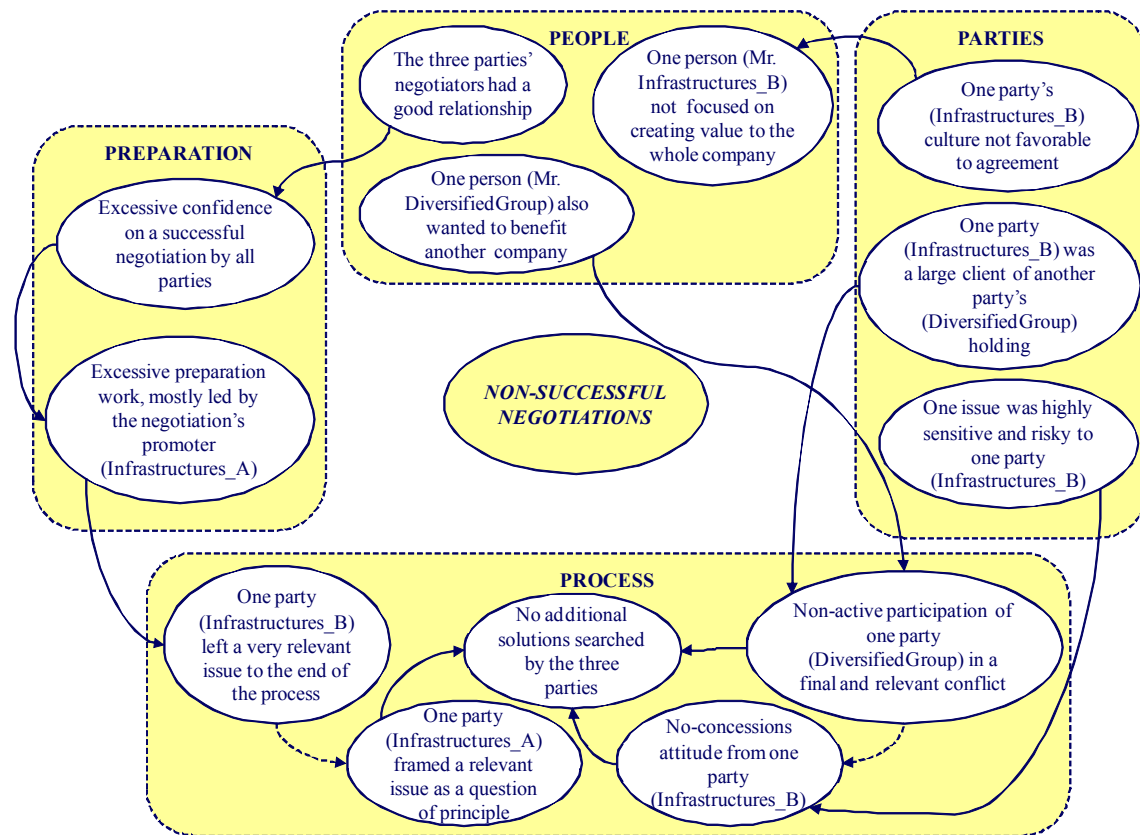 PEOPLE
The three parties'
negotiators had a
good relationship
One person (Mr.
Infrastructures_B)
not focused on
creating value to the
whole company
One person (Mr.
DiversifiedGroup) also
wanted to benefit
another company
PARTIES
One party's
(Infrastructures_B)
culture not favorable
to agreement
One party
(Infrastructures_B) was
a large client of another
party's
(DiversifiedGroup)
holding
One issue was highly
sensitive and risky to
one party
(Infrastructures_B)
PREPARATION
Excessive confidence
on a successful
negotiation by all
parties
Excessive preparation
work, mostly led by
the negotiation's
promoter
(Infrastructures_A)
NON-SUCCESSFUL
NEGOTIATIONS
PROCESS
One party
(Infrastructures_B)
left a very relevant
issue to the end of
the process
No additional
solutions searched
by the three
parties
Non-active participation of
one party
(DiversifiedGroup) in a
final and relevant conflict
One party
(Infrastructures_A)
framed a relevant
issue as a question
of principle
No-concessions
attitude from one
party
(Infrastructures_B)